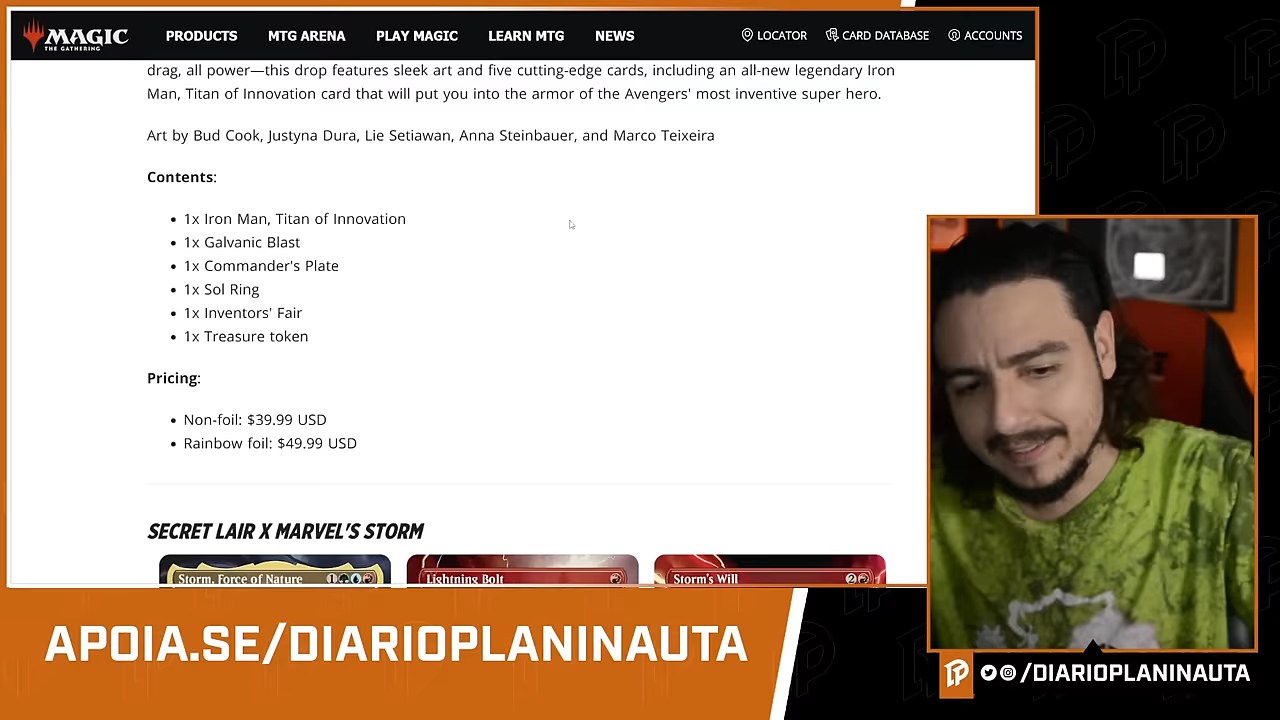 MAGIC
THE GATHERING
PRODUCTS MTG ARENA PLAY MAGIC LEARN MTG NEWS LOCATOR CARD DATABASE ACCOUNTS
drag, all power—this drop features sleek art and five cutting-edge cards, including an all-new legendary Iron
Man, Titan of Innovation card that will put you into the armor of the Avengers' most inventive super hero.
Art by Bud Cook, Justyna Dura, Lie Setiawan, Anna Steinbauer, and Marco Teixeira
Contents:
• 1x Iron Man, Titan of Innovation
• 1x Galvanic Blast
• 1x Commander's Plate
• 1x Sol Ring
• 1x Inventors' Fair
• 1x Treasure token
Pricing:
• Non-foil: $39.99 USD
• Rainbow foil: $49.99 USD
SECRET LAIR X MARVEL'S STORM
Storm, Force of Nature 1
Lightning Bolt
Storm's Will 2
APOIA.SE/DIARIOPLANINAUTA
/DIARIOPLANINAUTA